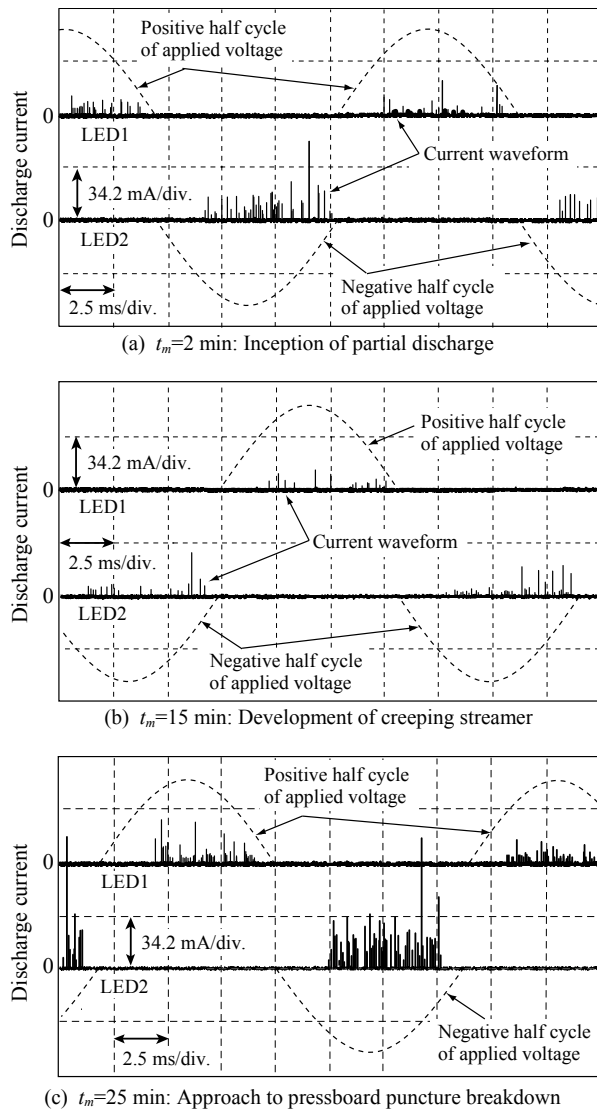 Positive half cycle
of applied voltage
0
LED1
Current waveform
34.2 mA/div.
0
LED2
Negative half cycle
of applied voltage
2.5 ms/div.
Discharge current
(a) tm=2 min: Inception of partial discharge
Positive half cycle
of applied voltage
34.2 mA/div.
0
LED1
2.5 ms/div.
Current waveform
0
LED2
Negative half cycle
of applied voltage
Discharge current
(b) tm=15 min: Development of creeping streamer
Positive half cycle
of applied voltage
0
LED1
34.2 mA/div.
0
LED2
Negative half cycle
of applied voltage
2.5 ms/div.
Discharge current
(c) tm=25 min: Approach to pressboard puncture breakdown